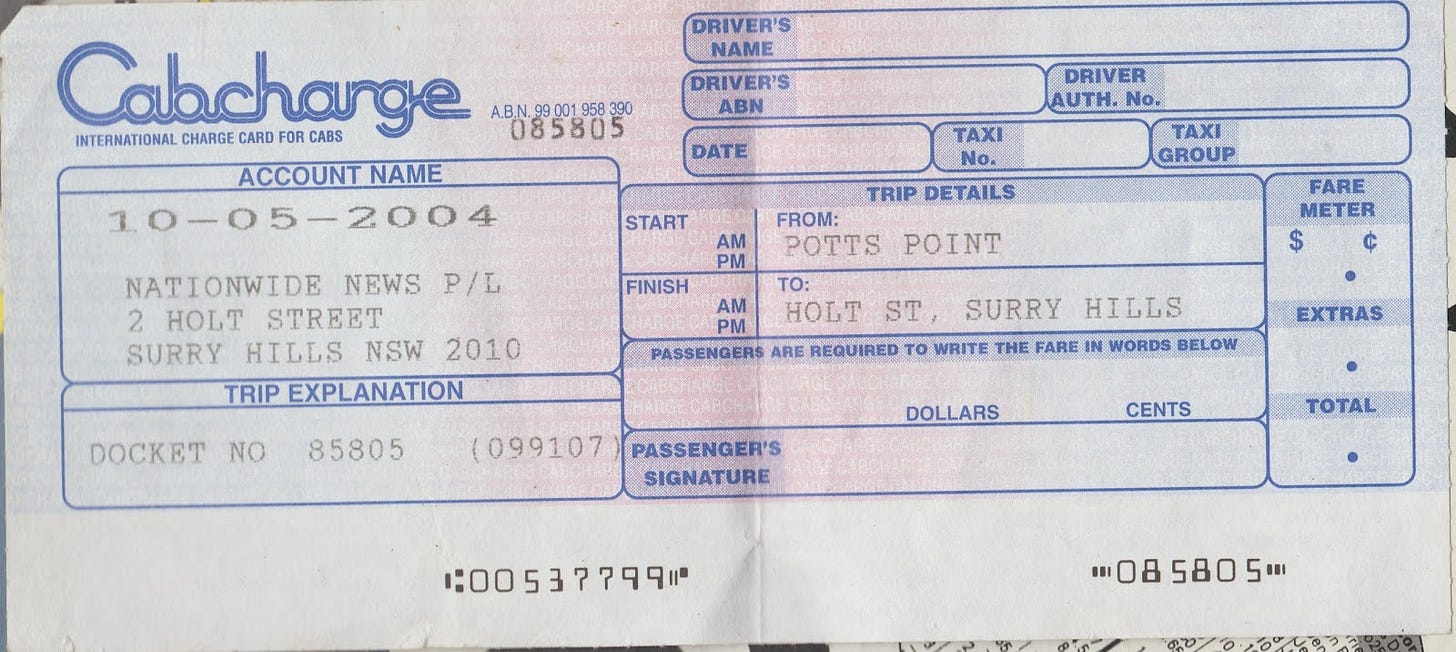 Cabcharge
INTERNATIONAL CHARGE CARD FOR CABS
A.B.N. 99 001 958 390
085805
DRIVER'S NAME
DRIVER'S ABN
DRIVER AUTH. No.
DATE
TAXI No.
TAXI GROUP
ACCOUNT NAME
10-05-2004
NATIONWIDE NEWS P/L
2 HOLT STREET
SURRY HILLS NSW 2010
TRIP EXPLANATION
DOCKET NO 85805 (099107)
TRIP DETAILS
START AM PM
FROM:
POTTS POINT
FINISH AM PM
TO:
HOLT ST, SURRY HILLS
PASSENGERS ARE REQUIRED TO WRITE THE FARE IN WORDS BELOW
DOLLARS CENTS
PASSENGER'S SIGNATURE
FARE METER
$ ¢
EXTRAS
TOTAL
00537799
085805